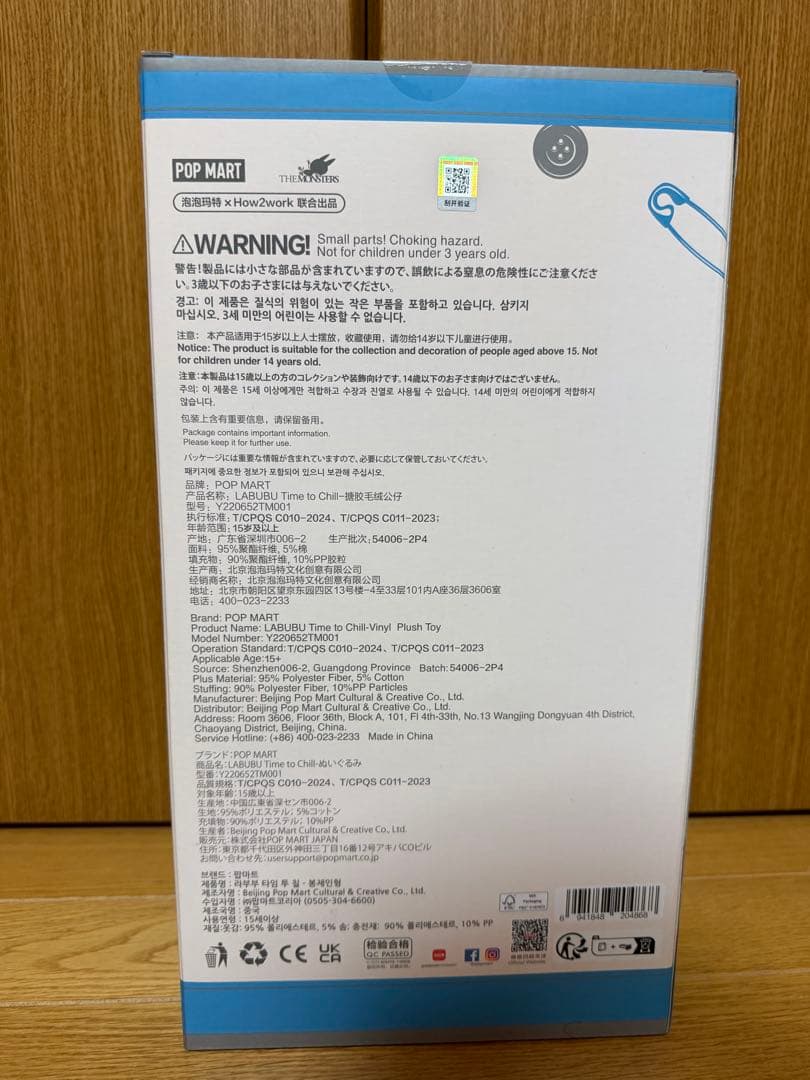 POP MART
THE MONSTERS
泡泡玛特 × How2work 联合出品
刮开验证
WARNING! Small parts! Choking hazard.
Not for children under 3 years old.
警告!製品には小さな部品が含まれていますので、誤飲による窒息の危険性にご注意くださ
い。3歳以下のお子さまには与えないでください。
경고: 이 제품은 질식의 위험이 있는 작은 부품을 포함하고 있습니다. 삼키지
마십시오. 3세 미만의 어린이는 사용할 수 없습니다.
注意: 本产品适用于15岁以上人士摆放，收藏使用，请勿给14岁以下儿童进行使用。
Notice: The product is suitable for the collection and decoration of people aged above 15. Not
for children under 14 years old.
注意:本製品は15歳以上の方のコレクションや装飾向けです。14歳以下のお子さま向けではございません。
주의: 이 제품은 15세 이상에게만 적합하고 수장과 진열로 사용될 수 있습니다. 14세 미만의 어린이에게 적합하지
않습니다.
包装上含有重要信息，请保留备用。
Package contains important information.
Please keep it for further use.
パッケージには重要な情報が含まれていますので、必要に応じて保管しておいてください。
패키지에 중요한 정보가 포함되어 있으니 보관해 주십시오.
品牌: POP MART
产品名称: LABUBU Time to Chill-搪胶毛绒公仔
型号: Y220652TM001
执行标准: T/CPQS C010-2024、T/CPQS C011-2023;
年龄范围: 15岁及以上
产地: 广东省深圳市006-2 生产批次: 54006-2P4
面料: 95%聚酯纤维, 5%棉
填充物: 90%聚酯纤维, 10%PP胶粒
生产商: 北京泡泡玛特文化创意有限公司
经销商名称: 北京泡泡玛特文化创意有限公司
地址: 北京市朝阳区望京东园四区13号楼-4至33层101内A座36层3606室
电话: 400-023-2233
Brand: POP MART
Product Name: LABUBU Time to Chill-Vinyl Plush Toy
Model Number: Y220652TM001
Operation Standard: T/CPQS C010-2024、T/CPQS C011-2023
Applicable Age:15+
Source: Shenzhen006-2, Guangdong Province Batch: 54006-2P4
Plus Material: 95% Polyester Fiber, 5% Cotton
Stuffing: 90% Polyester Fiber, 10%PP Particles
Manufacturer: Beijing Pop Mart Cultural & Creative Co., Ltd.
Distributor: Beijing Pop Mart Cultural & Creative Co., Ltd.
Address: Room 3606, Floor 36th, Block A, 101, Fl 4th-33th, No.13 Wangjing Dongyuan 4th District,
Chaoyang District, Beijing, China.
Service Hotline: (+86) 400-023-2233 Made in China
ブランド:POP MART
商品名:LABUBU Time to Chill-ぬいぐるみ
型番:Y220652TM001
品質規格:T/CPQS C010-2024、T/CPQS C011-2023
対象年齢:15歳以上
生産地:中国広東省深セン市006-2
生地:95%ポリエステル; 5%コットン
充填物:90%ポリエステル; 10%PP
生産者:Beijing Pop Mart Cultural & Creative Co., Ltd.
販売元:株式会社POP MART JAPAN
住所:東京都千代田区外神田三丁目16番12号アキバCOビル
お問い合わせ先:usersupport@popmart.co.jp
브랜드 : 팝마트
제품명 : 라부부 타임 투 칠 - 봉제인형
제조자명 : Beijing Pop Mart Cultural & Creative Co., Ltd.
수입자명 : ㈜팝마트코리아 (0505-304-6600)
제조국명 : 중국
사용연령 : 15세이상
재질:옷감: 95% 폴리에스테르, 5% 솜; 충전재: 90% 폴리에스테르, 10% PP
FSC
MIX
Packaging
6 941848 204868
CE
UK
CA
检验合格
QC PASSED
Official Website